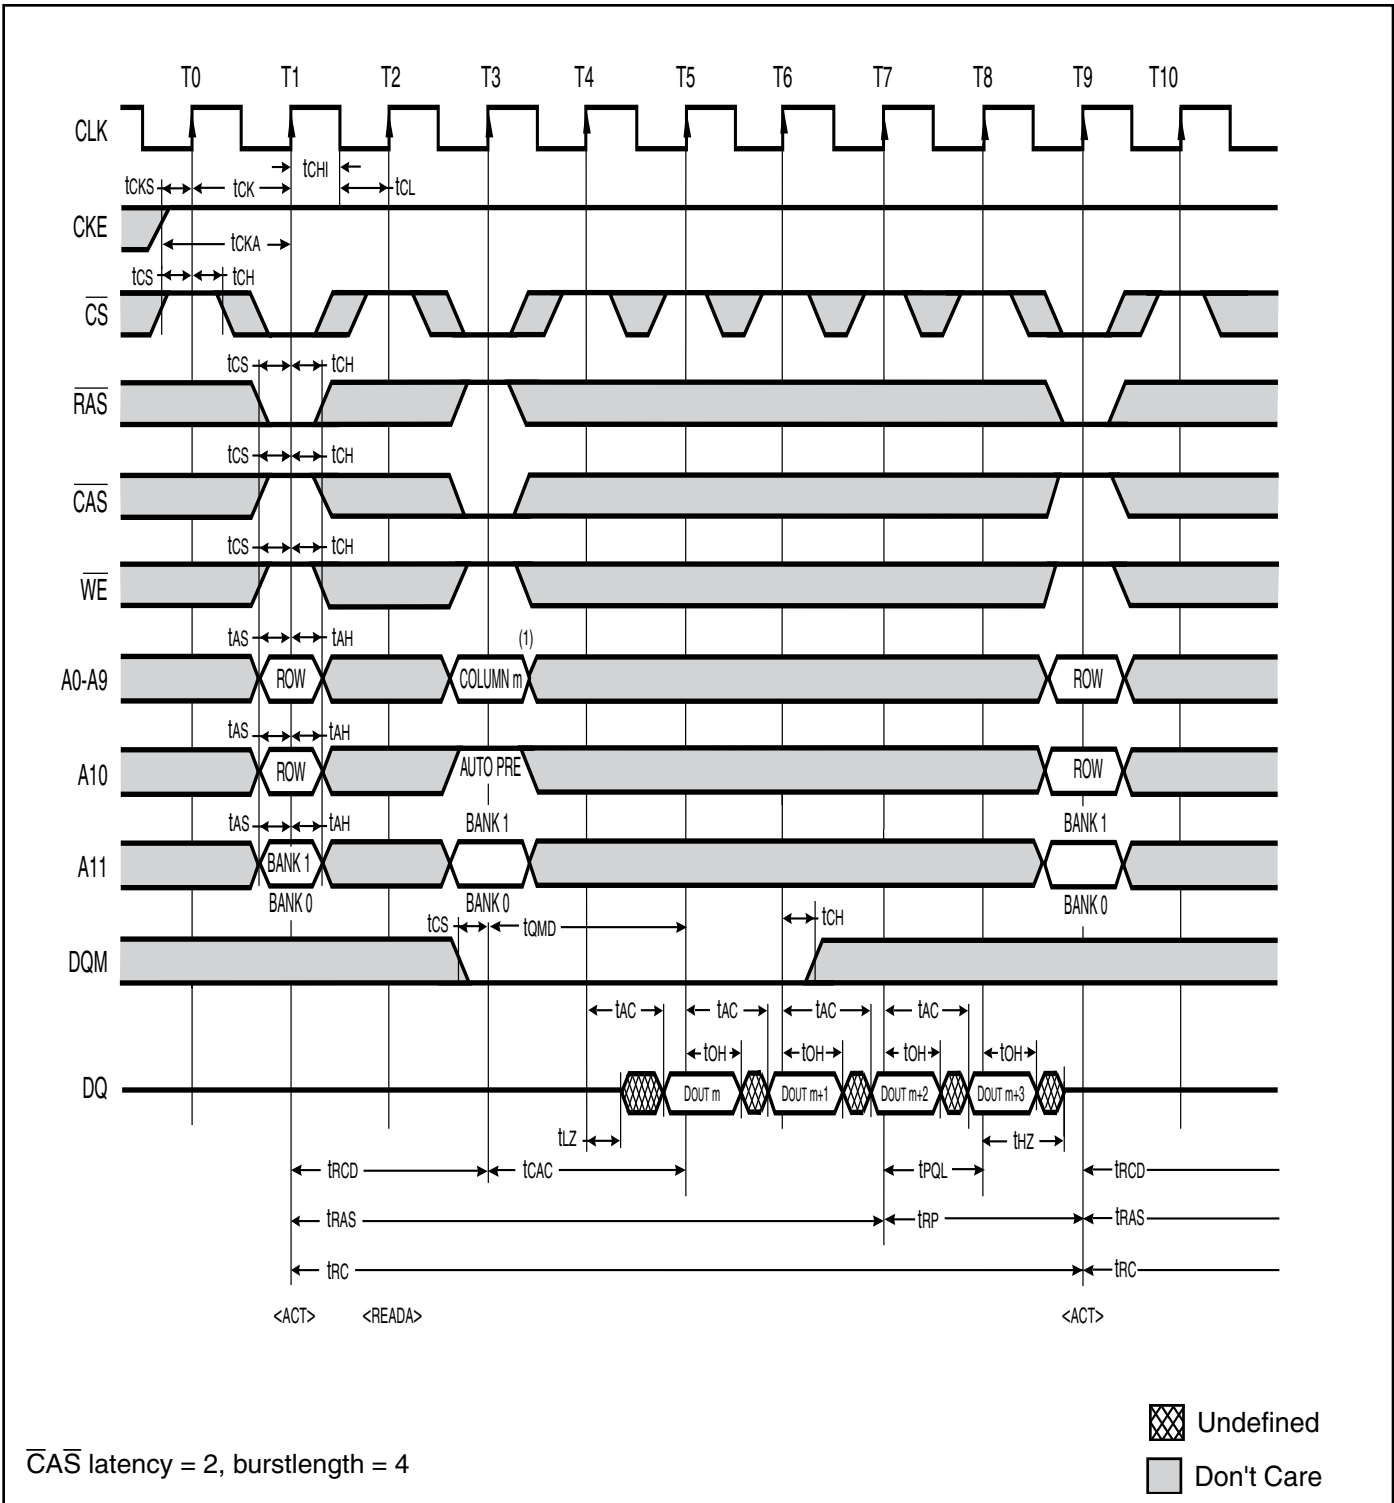 T0 T1 T2 T3 T4 T5 T6 T7 T8 T9 T10
CLK
tCHI
tCKS tCK tCL
CKE
tCKA
tCS tCH
CS
tCS tCH
RAS
tCS tCH
CAS
tCS tCH
WE
tAS tAH (1)
A0-A9 ROW COLUMN m ROW
tAS tAH
A10 ROW AUTO PRE ROW
tAS tAH BANK 1 BANK 1
A11 BANK 1
BANK 0 BANK 0 BANK 0
tCS tQMD tCH
DQM
tAC tAC tAC tAC
tOH tOH tOH tOH
DQ DOUT m DOUT m+1 DOUT m+2 DOUT m+3
tLZ tHZ
tRCD tCAC tPQL tRCD
tRAS tRP tRAS
tRC tRC
<ACT> <READA> <ACT>
Undefined
CAS latency = 2, burstlength = 4
Don't Care